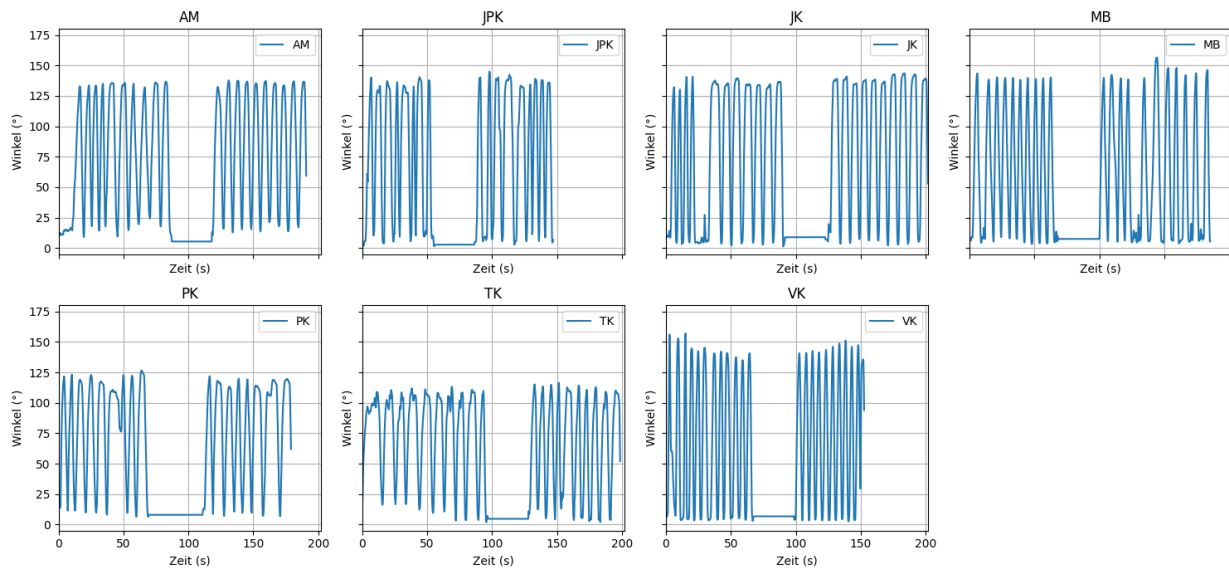 AM JPK JK MB
175 AM JPK JK MB
150
125
100
75
50
25
0
Winkel (°) Winkel (°) Winkel (°) Winkel (°)
Zeit (s) Zeit (s) Zeit (s) Zeit (s)
PK TK VK
175 PK TK VK
150
125
100
75
50
25
0
Winkel (°) Winkel (°) Winkel (°)
0 50 100 150 200 0 50 100 150 200 0 50 100 150 200
Zeit (s) Zeit (s) Zeit (s)